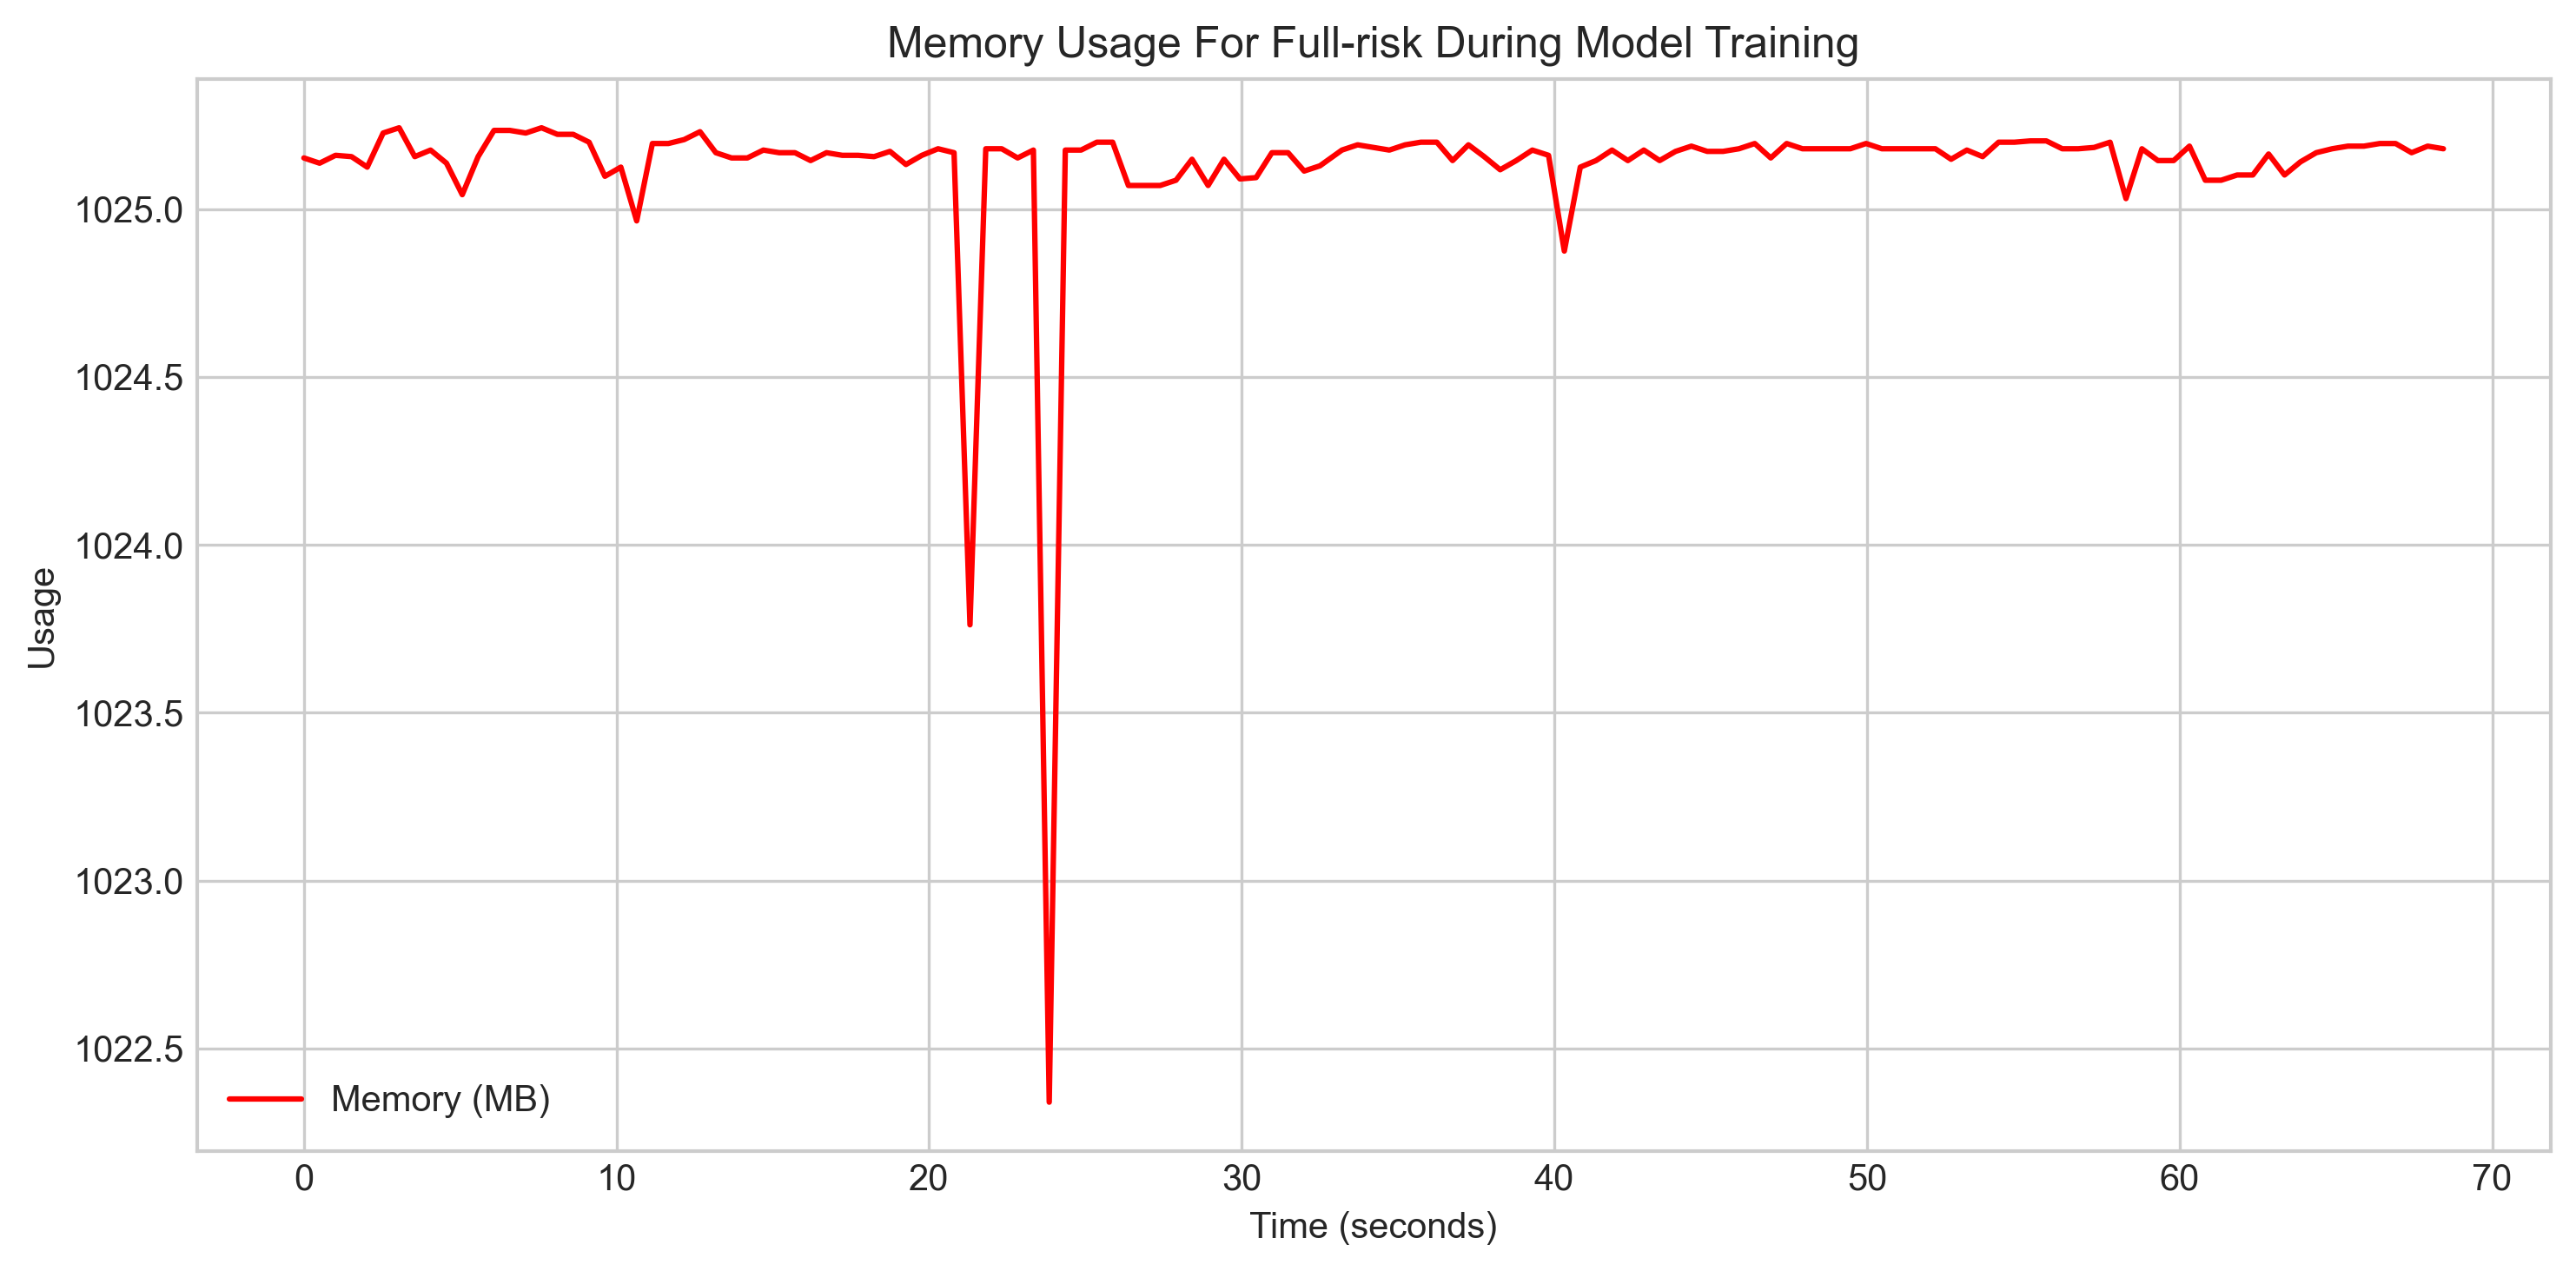 Memory Usage For Full-risk During Model Training
1025.0
1024.5
1024.0
1023.5
1023.0
1022.5
Usage
Memory (MB)
0 10 20 30 40 50 60 70
Time (seconds)